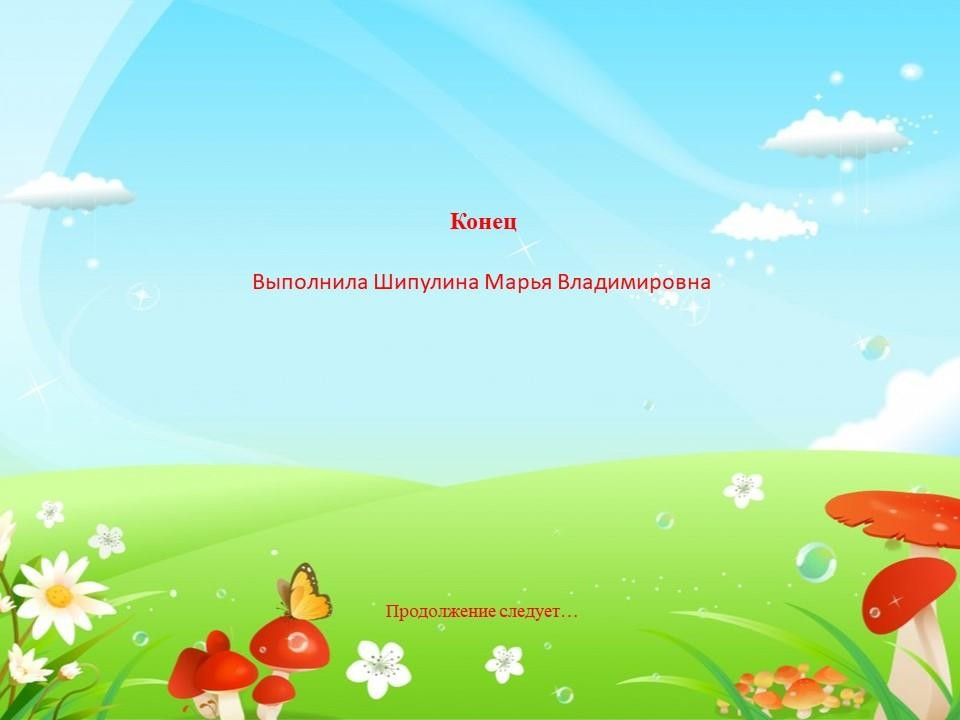 Конец
Выполнила Шипулина Марья Владимировна
Продолжение следует…